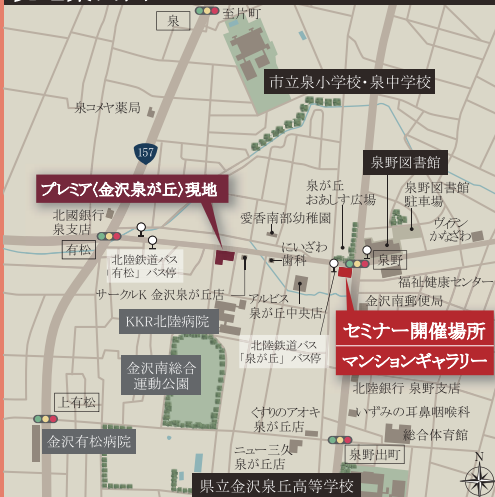 泉
至片町
市立泉小学校・泉中学校
泉コメヤ薬局
157
泉野図書館
プレミア〈金沢泉が丘〉現地
泉が丘
おあしす広場
泉野図書館
駐車場
北國銀行
泉支店
愛香南部幼稚園
ヴィテン
かなざわ
有松
にいざわ
歯科
泉野
北陸鉄道バス
「有松」バス停
福祉健康センター
サークルK 金沢泉が丘店
アルビス
泉が丘中央店
金沢南郵便局
KKR北陸病院
セミナー開催場所
マンションギャラリー
北陸鉄道バス
「泉が丘」バス停
金沢南総合
運動公園
北陸銀行 泉野支店
上有松
くすりのアオキ
泉が丘店
いずみの耳鼻咽喉科
総合体育館
金沢有松病院
ニュー三久
泉が丘店
泉野出町
県立金沢泉丘高等学校
N